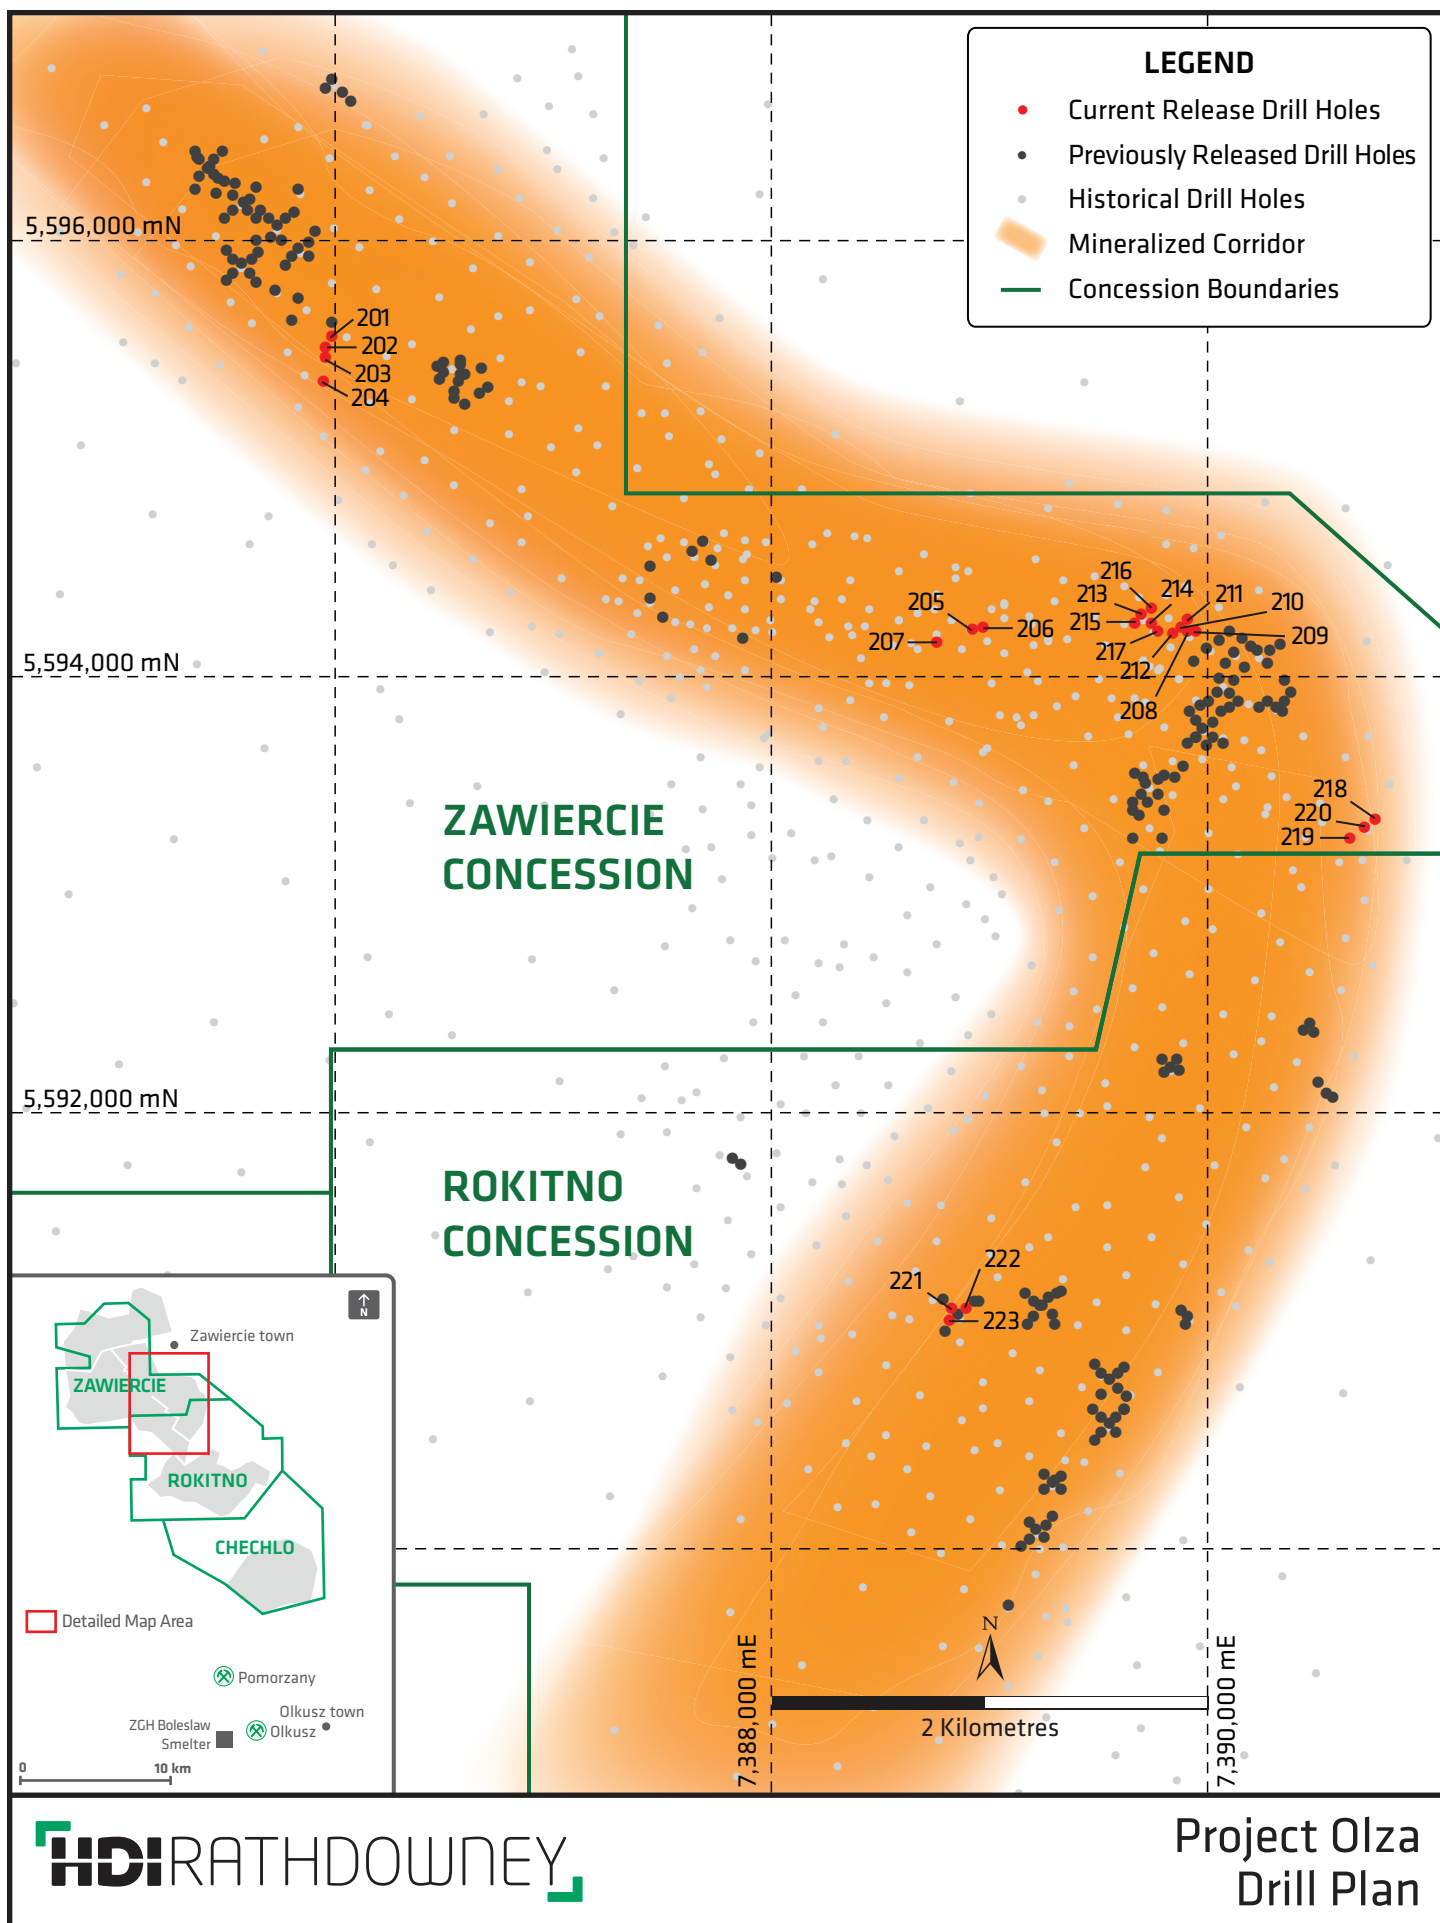 LEGEND
Current Release Drill Holes
Previously Released Drill Holes
Historical Drill Holes
Mineralized Corridor
Concession Boundaries
5,596,000 mN
201
202
203
204
216
213
214
211
210
205
215
206
207
217
209
212
208
5,594,000 mN
218
220
219
ZAWIERCIE
CONCESSION
5,592,000 mN
ROKITNO
CONCESSION
222
221
223
N
Zawiercie town
ZAWIERCIE
ROKITNO
CHECHLO
Detailed Map Area
Pomorzany
Olkusz town
ZGH Boleslaw
Smelter
Olkusz
0
10 km
N
7,388,000 mE
7,390,000 mE
2 Kilometres
HDI RATHDOWNEY
Project Olza
Drill Plan